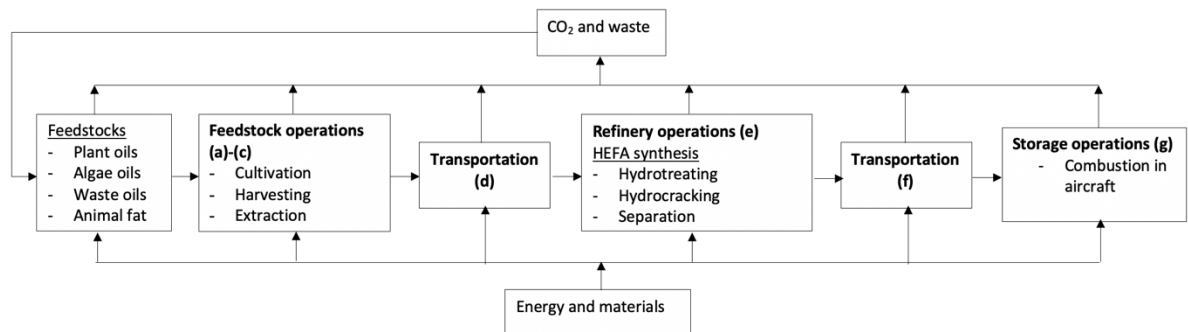 CO₂ and waste
Feedstocks
- Plant oils
- Algae oils
- Waste oils
- Animal fat
Feedstock operations
(a)-(c)
- Cultivation
- Harvesting
- Extraction
Transportation
(d)
Refinery operations (e)
HEFA synthesis
- Hydrotreating
- Hydrocracking
- Separation
Transportation
(f)
Storage operations (g)
- Combustion in
aircraft
Energy and materials